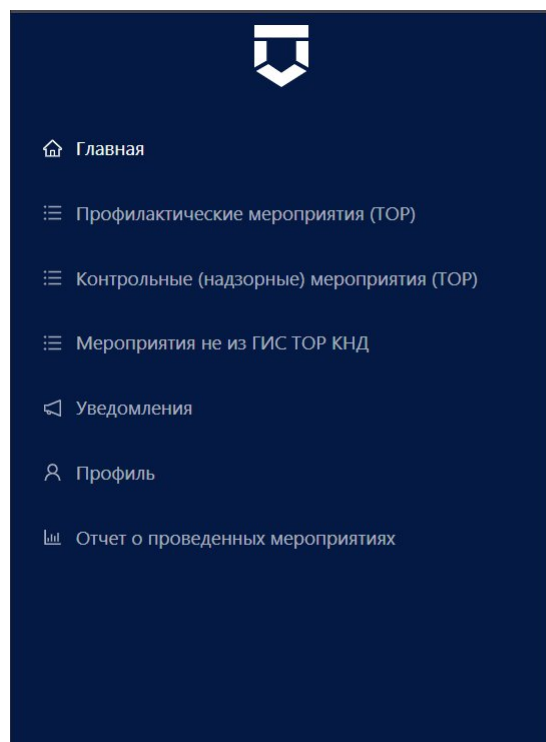 Главная
Профилактические мероприятия (ТОР)
Контрольные (надзорные) мероприятия (ТОР)
Мероприятия не из ГИС ТОР КНД
Уведомления
Профиль
Отчет о проведенных мероприятиях